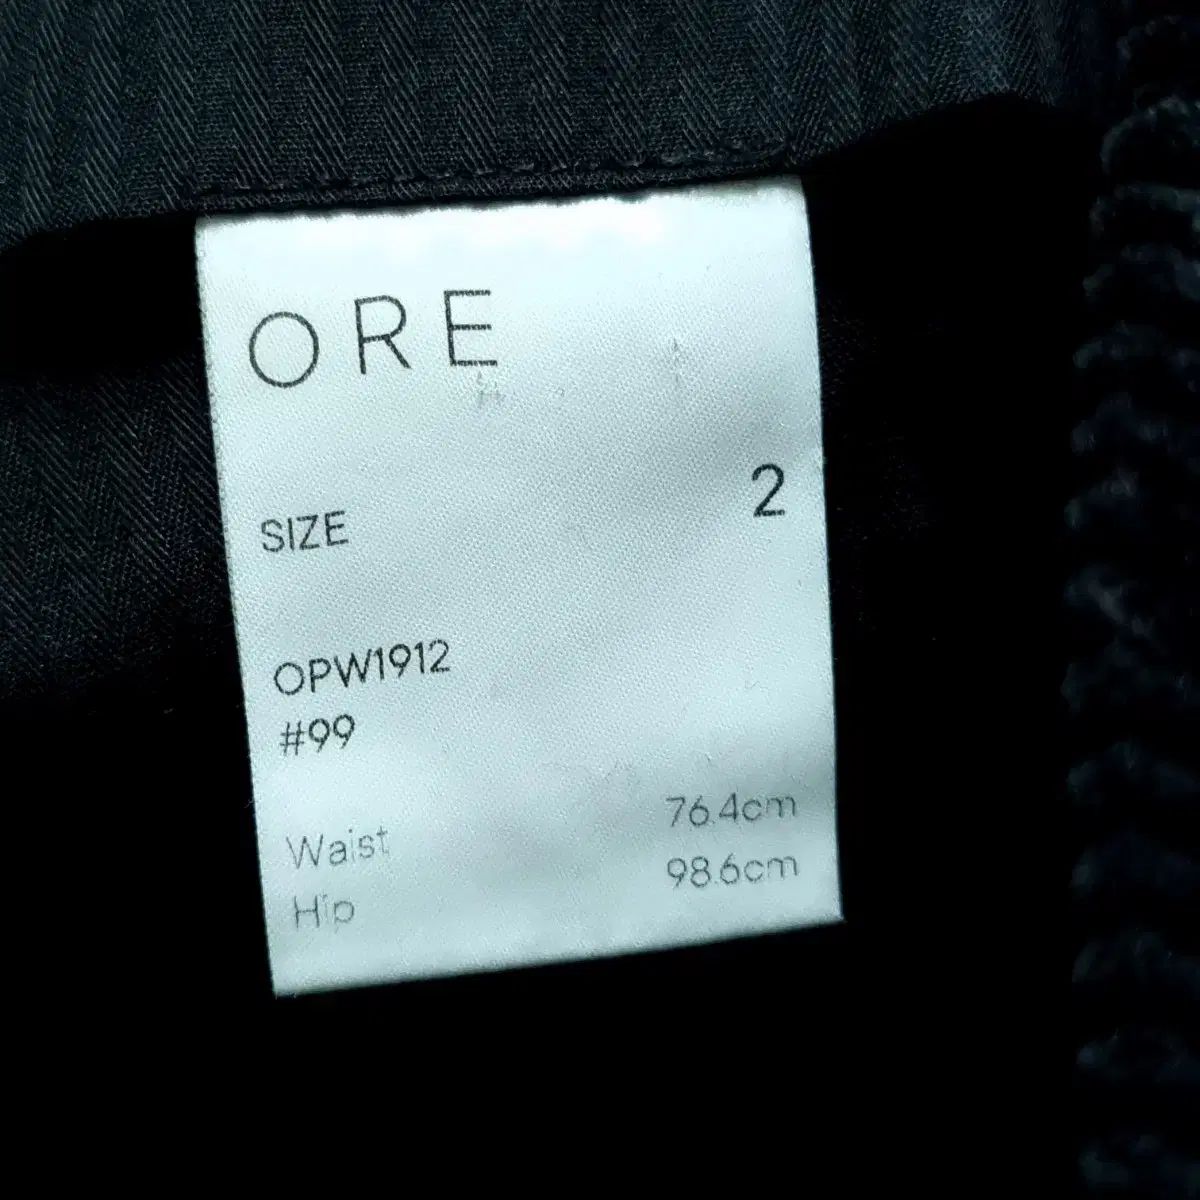 ORE
SIZE 2
OPW1912
#99
Waist 76.4cm
Hip 98.6cm